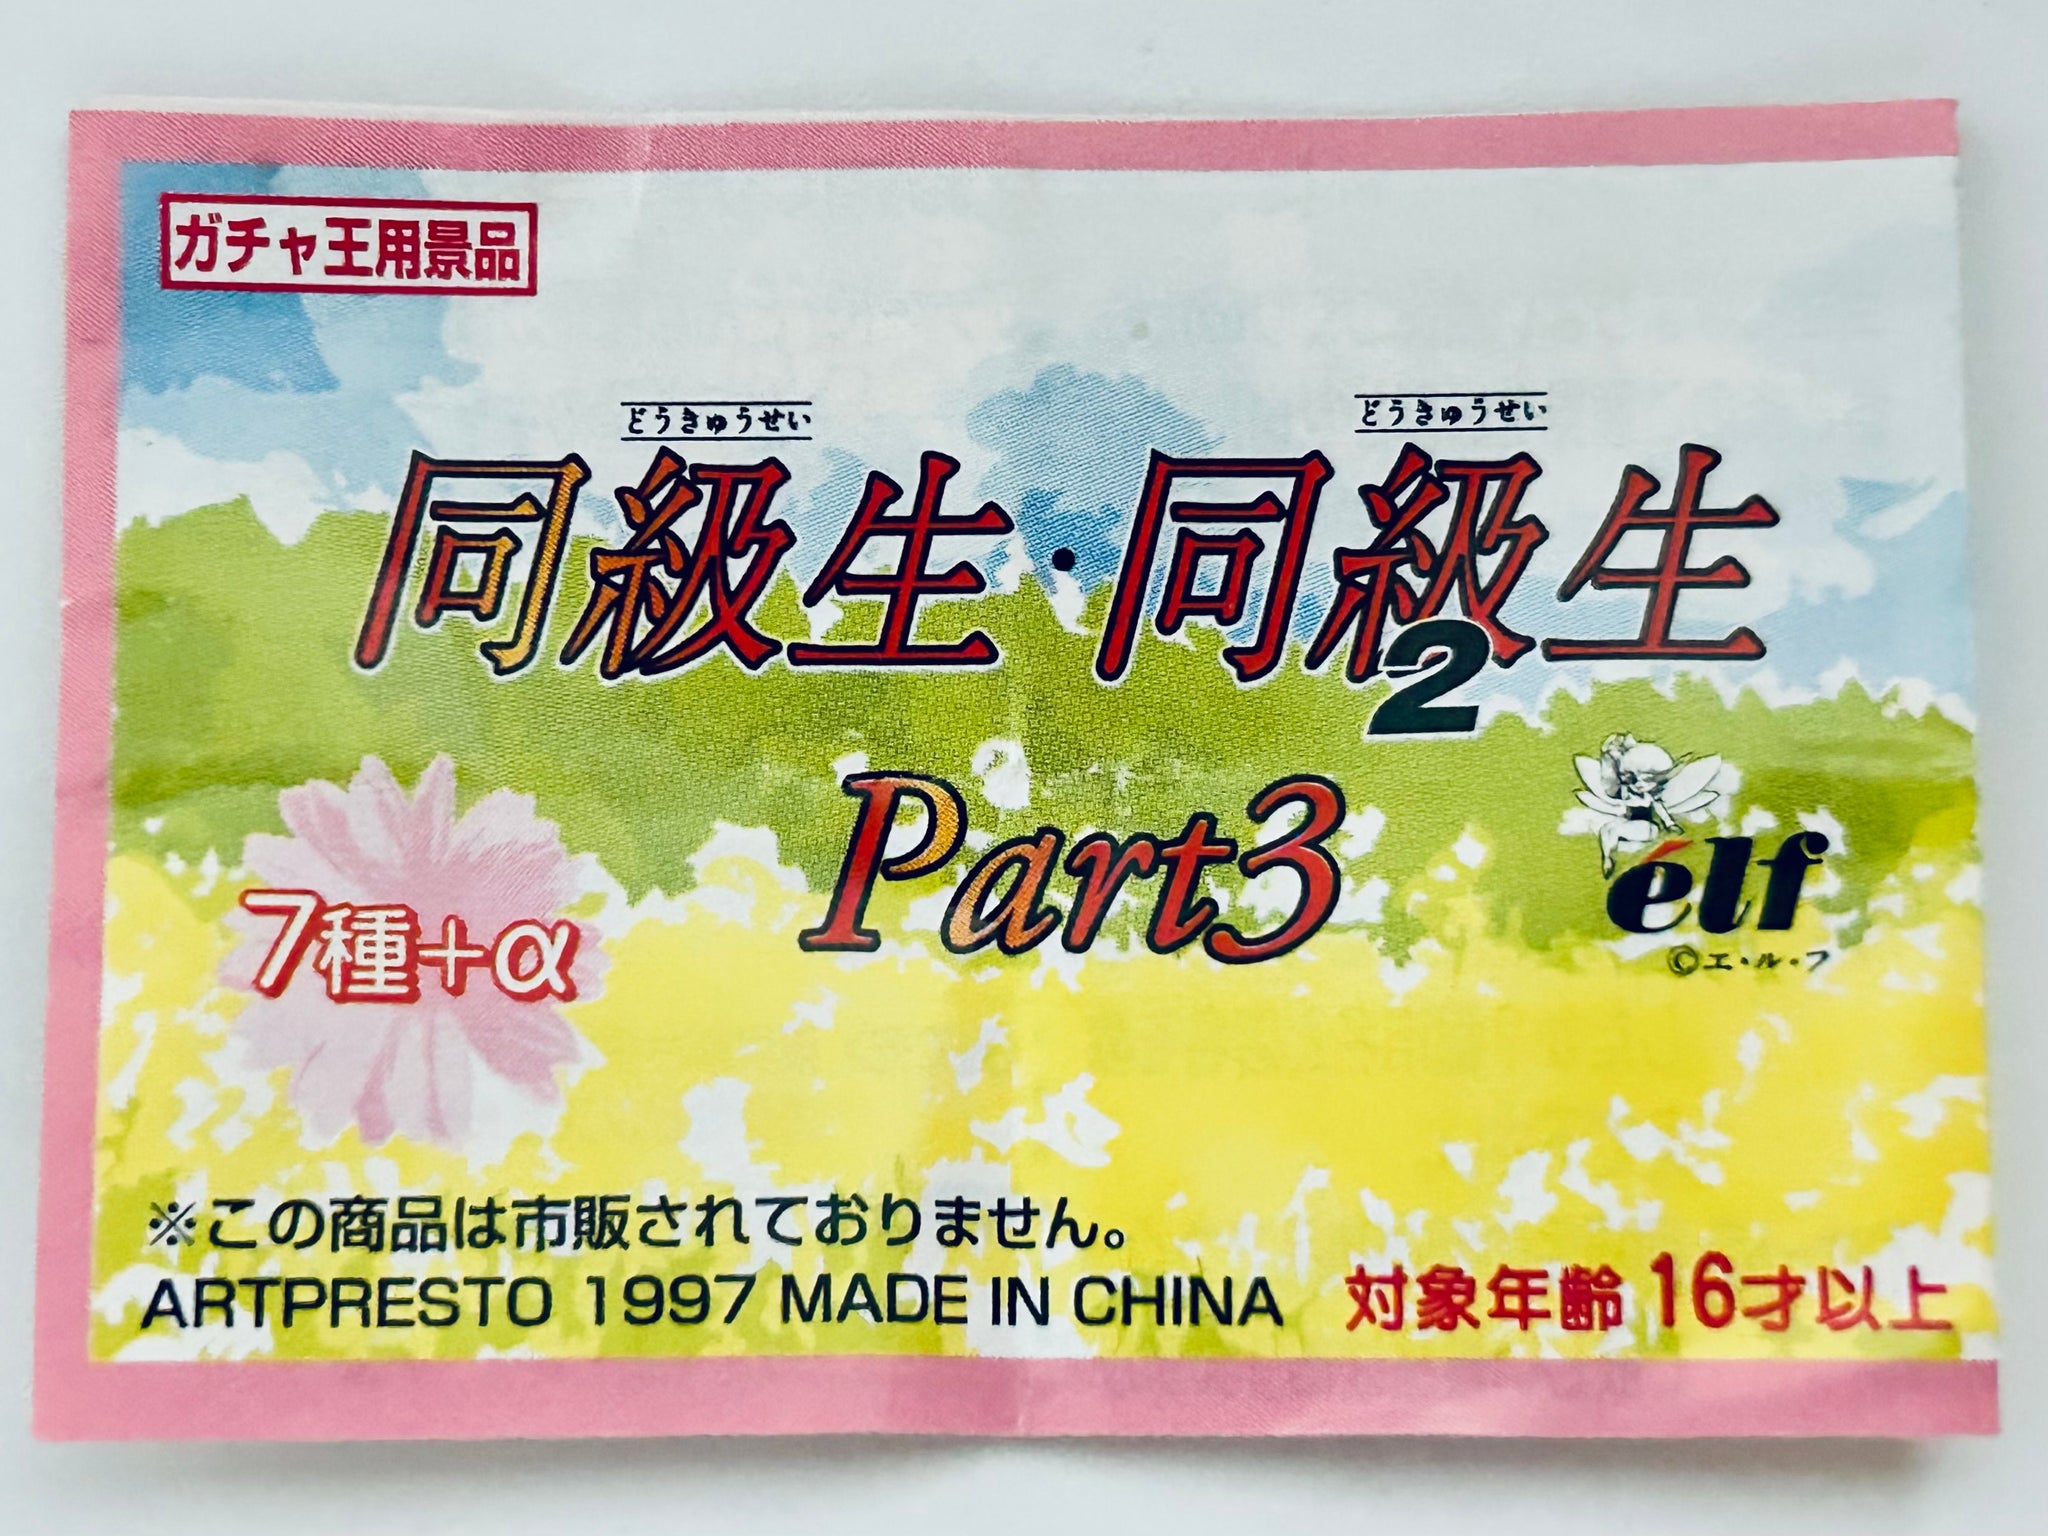 ガチャ王用景品
どうきゅうせい どうきゅうせい
同級生・同級生2
Part3
élf
©エ・ル・フ
7種+α
※この商品は市販されておりません。
ARTPRESTO 1997 MADE IN CHINA
対象年齢16才以上